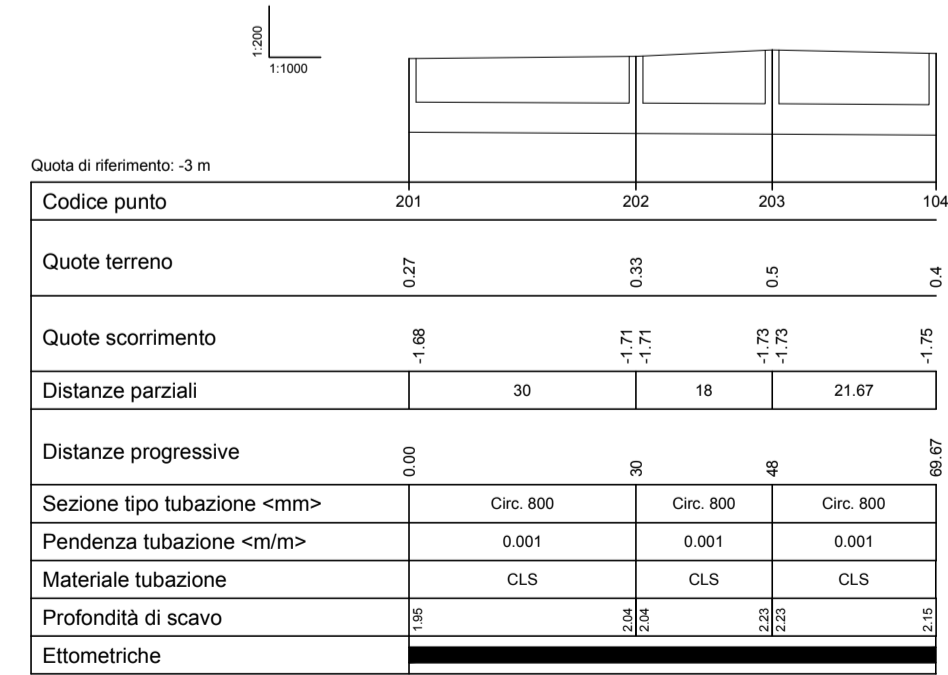 1:200
1:1000
Quota di riferimento: -3 m
Codice punto 201 202 203 104
Quote terreno 0.27 0.33 0.5 0.4
Quote scorrimento -1.68 -1.71 -1.71 -1.73 -1.73 -1.75
Distanze parziali 30 18 21.67
Distanze progressive 0.00 30 48 69.67
Sezione tipo tubazione <mm> Circ. 800 Circ. 800 Circ. 800
Pendenza tubazione <m/m> 0.001 0.001 0.001
Materiale tubazione CLS CLS CLS
Profondità di scavo 1.95 2.04 2.04 2.23 2.23 2.15
Ettometriche